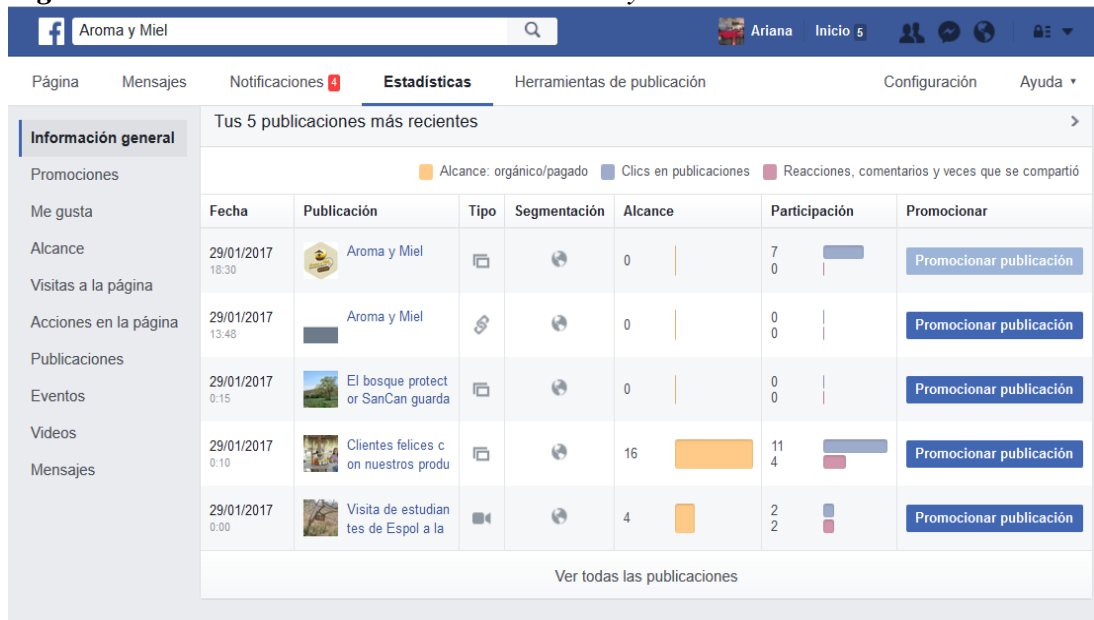 Aroma y Miel
Ariana Inicio 5
Página Mensajes Notificaciones 4 Estadísticas Herramientas de publicación Configuración Ayuda
Información general
Promociones
Me gusta
Alcance
Visitas a la página
Acciones en la página
Publicaciones
Eventos
Videos
Mensajes
Tus 5 publicaciones más recientes
Alcance: orgánico/pagado Clics en publicaciones Reacciones, comentarios y veces que se compartió
Fecha Publicación Tipo Segmentación Alcance Participación Promocionar
29/01/2017
18:30
Aroma y Miel
0
7
0
Promocionar publicación
29/01/2017
13:48
Aroma y Miel
0
0
0
Promocionar publicación
29/01/2017
0:15
El bosque protect
or SanCan guarda
0
0
0
Promocionar publicación
29/01/2017
0:10
Clientes felices c
on nuestros produ
16
11
4
Promocionar publicación
29/01/2017
0:00
Visita de estudian
tes de Espol a la
4
2
2
Promocionar publicación
Ver todas las publicaciones